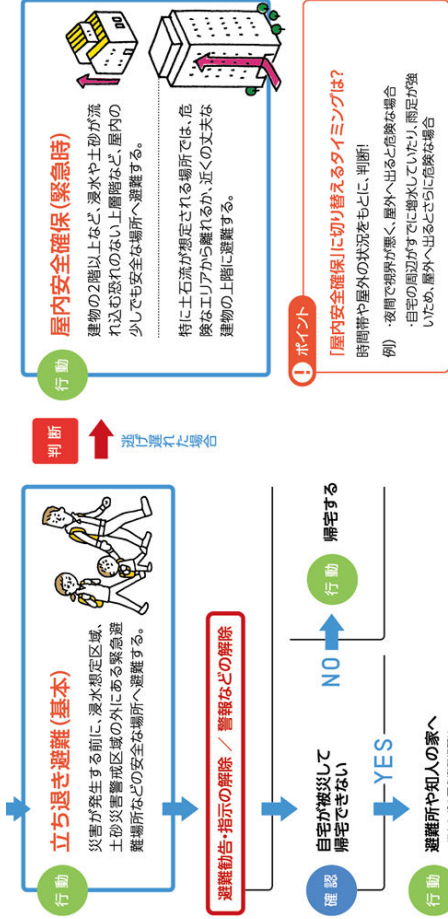 行動
立ち退き避難(基本)
災害が発生する前に、浸水想定区域、
土砂災害警戒区域の外にある緊急避
難場所などの安全な場所へ避難する。
判断
逃げ遅れた場合
行動
屋内安全確保(緊急時)
建物の2階以上など、浸水や土砂が流
れ込む恐れのない上層階など、屋内の
少しでも安全な場所へ避難する。
特に土石流が想定される場所では、危
険なエリアから離れるか、近くの丈夫な
建物の上階に避難する。
避難勧告・指示の解除 / 警報などの解除
確認
自宅が被災して
帰宅できない
NO
行動
帰宅する
YES
行動
避難所や知人の家へ
! ポイント
「屋内安全確保」に切り替えるタイミングは?
時間帯や屋外の状況をもとに、判断!
例) ・夜間で視界が悪く、屋外へ出ると危険な場合
・自宅の周辺がすでに増水していたり、雨足が強
いため、屋外へ出るとさらに危険な場合